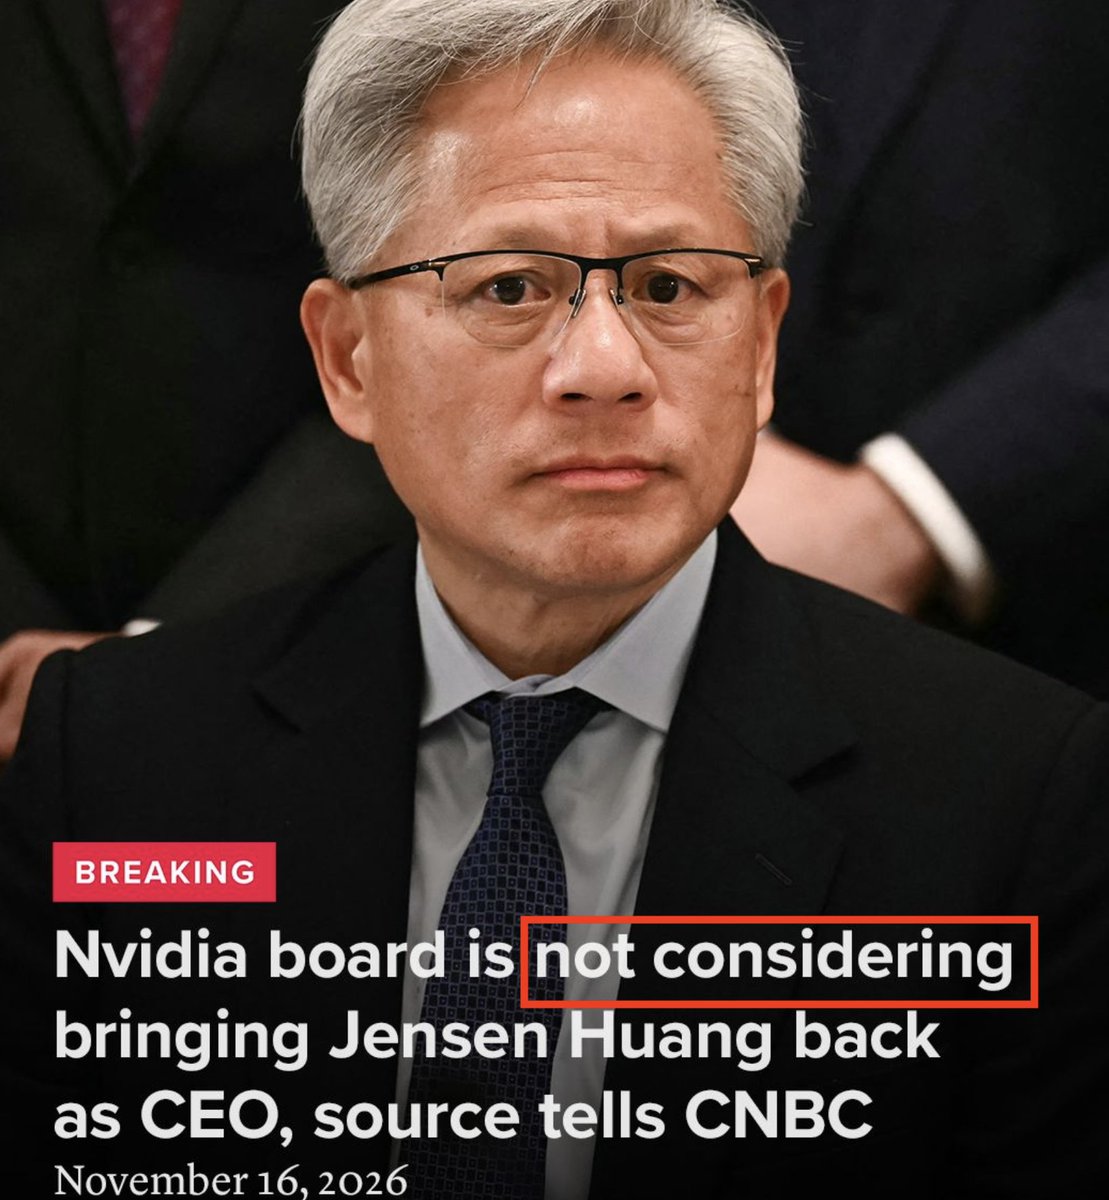 BREAKING
Nvidia board is not considering
bringing Jensen Huang back
as CEO, source tells CNBC
November 16, 2026